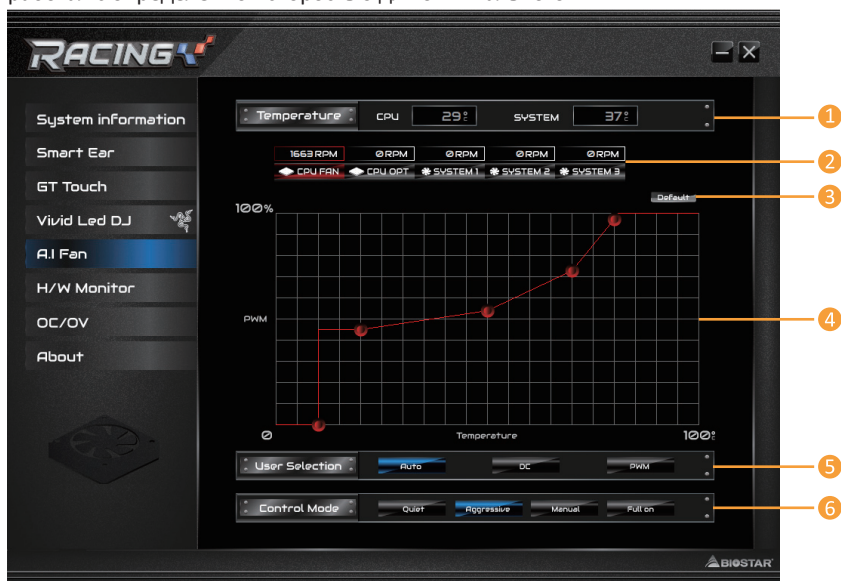 RACING
System information
Smart Ear
GT Touch
Vivid Led DJ
A.I Fan
H/W Monitor
OC/OV
About
Temperature CPU 29°C SYSTEM 37°C 1
1663 RPM 0 RPM 0 RPM 0 RPM 0 RPM 2
CPU FAN CPU OPT SYSTEM 1 SYSTEM 2 SYSTEM 3
Default 3
100%
PWM 4
0 Temperature 100°C
User Selection Auto DC PWM 5
Control Mode Quiet Aggressive Manual Full on 6
BIOSTAR